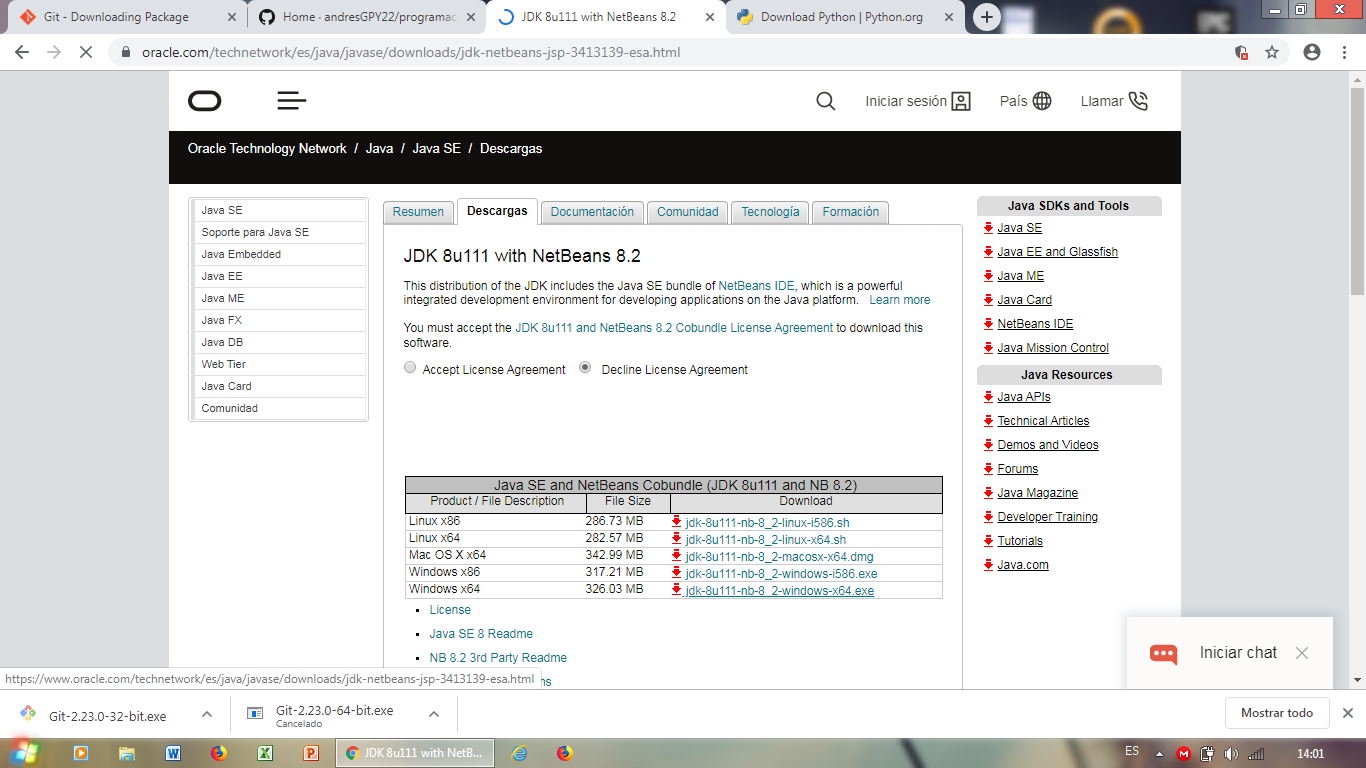 Git - Downloading Package
Home · andresGPY22/programac
JDK 8u111 with NetBeans 8.2
Download Python | Python.org
oracle.com/technetwork/es/java/javase/downloads/jdk-netbeans-jsp-3413139-esa.html
Iniciar sesión
País
Llamar
Oracle Technology Network / Java / Java SE / Descargas
Java SE
Soporte para Java SE
Java Embedded
Java EE
Java ME
Java FX
Java DB
Web Tier
Java Card
Comunidad
Resumen
Descargas
Documentación
Comunidad
Tecnología
Formación
JDK 8u111 with NetBeans 8.2
This distribution of the JDK includes the Java SE bundle of NetBeans IDE, which is a powerful
integrated development environment for developing applications on the Java platform. Learn more
You must accept the JDK 8u111 and NetBeans 8.2 Cobundle License Agreement to download this
software.
Accept License Agreement Decline License Agreement
Java SE and NetBeans Cobundle (JDK 8u111 and NB 8.2)
Product / File Description File Size Download
Linux x86 286.73 MB jdk-8u111-nb-8_2-linux-i586.sh
Linux x64 282.57 MB jdk-8u111-nb-8_2-linux-x64.sh
Mac OS X x64 342.99 MB jdk-8u111-nb-8_2-macosx-x64.dmg
Windows x86 317.21 MB jdk-8u111-nb-8_2-windows-i586.exe
Windows x64 326.03 MB jdk-8u111-nb-8_2-windows-x64.exe
License
Java SE 8 Readme
NB 8.2 3rd Party Readme
ns
Java SDKs and Tools
Java SE
Java EE and Glassfish
Java ME
Java Card
NetBeans IDE
Java Mission Control
Java Resources
Java APIs
Technical Articles
Demos and Videos
Forums
Java Magazine
Developer Training
Tutorials
Java.com
Iniciar chat
https://www.oracle.com/technetwork/es/java/javase/downloads/jdk-netbeans-jsp-3413139-esa.html
Git-2.23.0-32-bit.exe
Git-2.23.0-64-bit.exe
Cancelado
Mostrar todo
JDK 8u111 with NetB...
ES
14:01